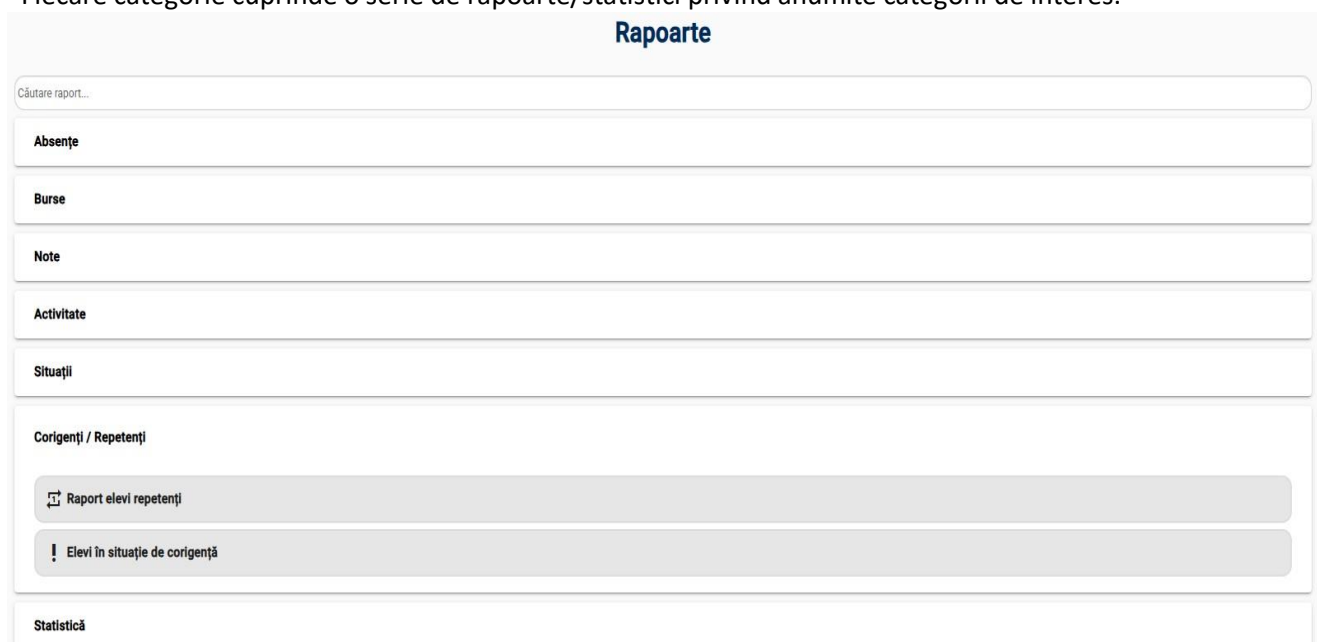 Fiecare categorie cuprinde o serie de rapoarte/statistici privind anumite categorii de interes.
Rapoarte
Căutare raport...
Absențe
Burse
Note
Activitate
Situații
Corigenți / Repetenți
Raport elevi repetenți
Elevi în situație de corigență
Statistică